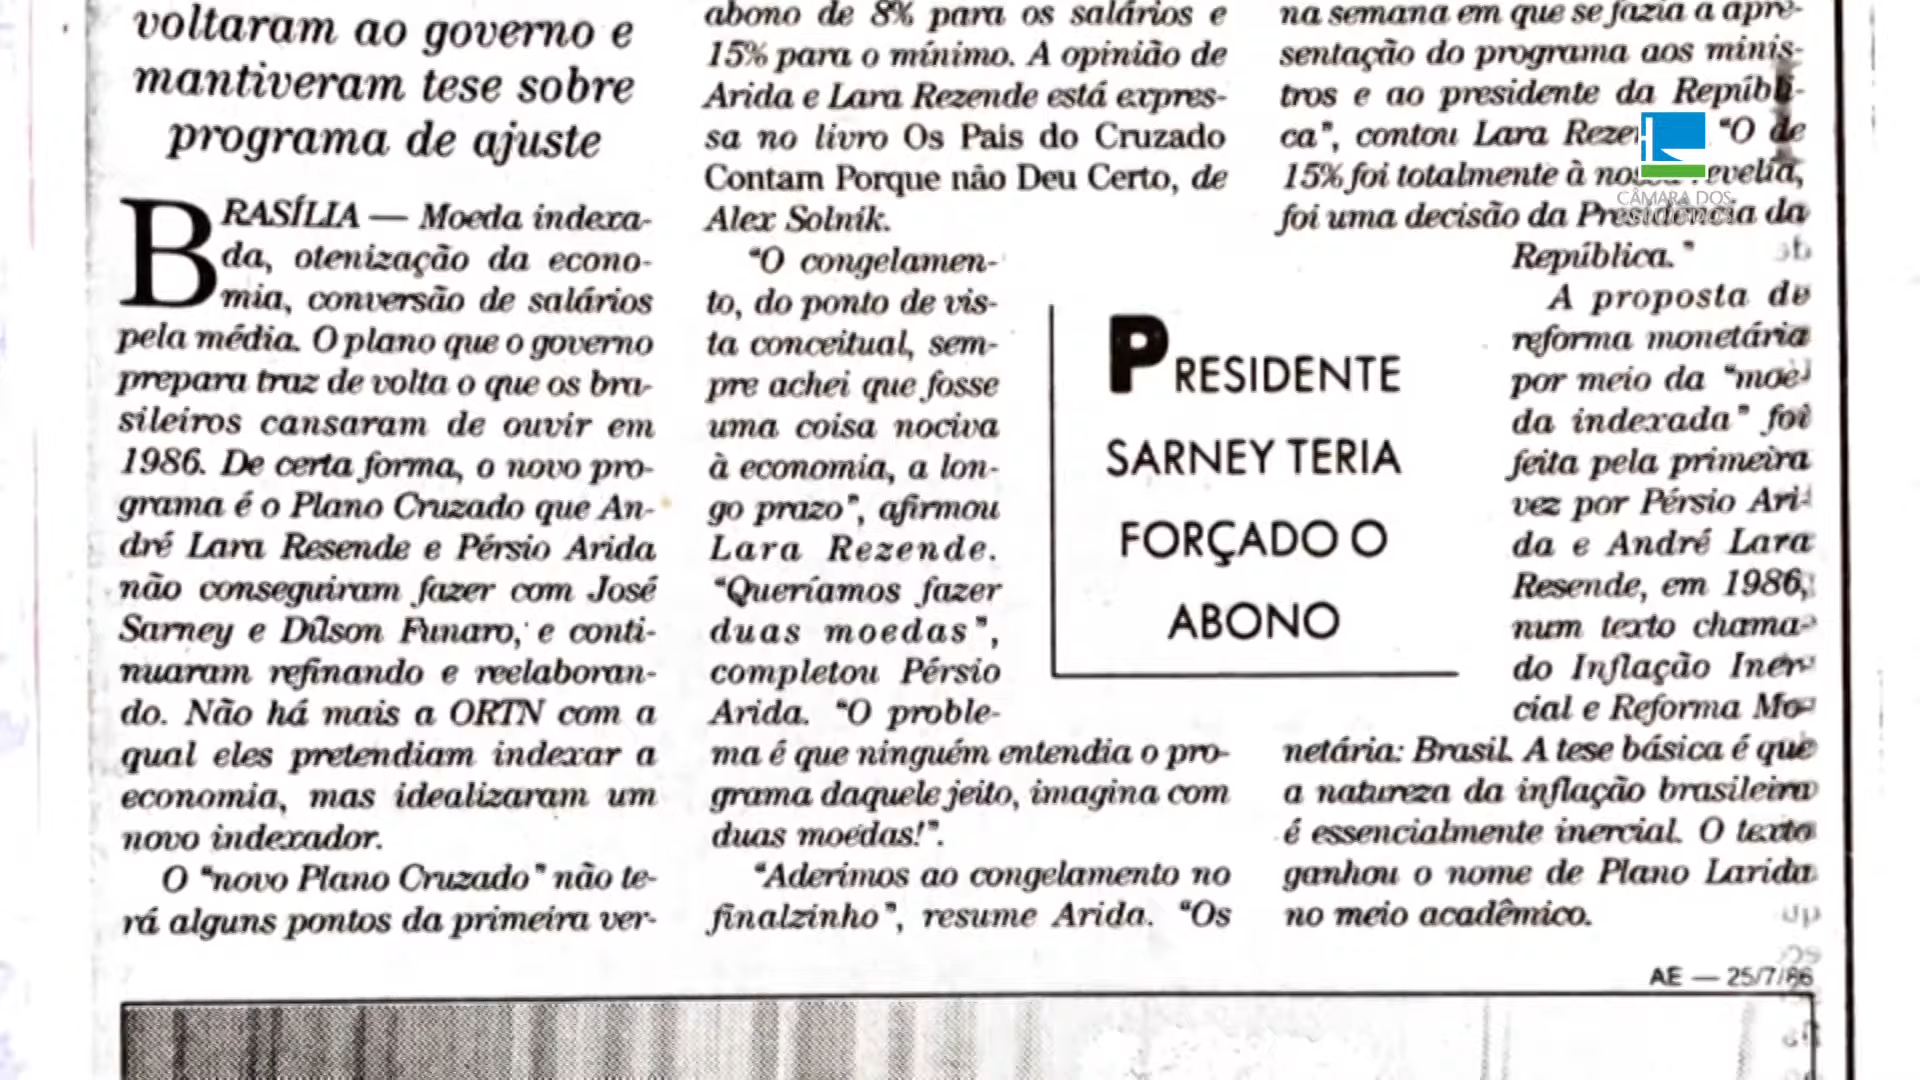 voltaram ao governo e
mantiveram tese sobre
programa de ajuste
BRASÍLIA — Moeda indexa-
da, otenização da econo-
mia, conversão de salários
pela média. O plano que o governo
prepara traz de volta o que os bra-
sileiros cansaram de ouvir em
1986. De certa forma, o novo pro-
grama é o Plano Cruzado que An-
dré Lara Resende e Pérsio Arida
não conseguiram fazer com José
Sarney e Dílson Funaro, e conti-
nuaram refinando e reelaboran-
do. Não há mais a ORTN com a
qual eles pretendiam indexar a
economia, mas idealizaram um
novo indexador.
O “novo Plano Cruzado” não te-
rá alguns pontos da primeira ver-
abono de 8% para os salários e
15% para o mínimo. A opinião de
Arida e Lara Rezende está expres-
sa no livro Os Pais do Cruzado
Contam Porque não Deu Certo, de
Alex Solnik.
“O congelamen-
to, do ponto de vis-
ta conceitual, sem-
pre achei que fosse
uma coisa nociva
à economia, a lon-
go prazo”, afirmou
Lara Rezende.
“Queríamos fazer
duas moedas”,
completou Pérsio
Arida. “O proble-
ma é que ninguém entendia o pro-
grama daquele jeito, imagina com
duas moedas!”.
“Aderimos ao congelamento no
finalzinho”, resume Arida. “Os
PRESIDENTE
SARNEY TERIA
FORÇADO O
ABONO
na semana em que se fazia a apre-
sentação do programa aos minis-
tros e ao presidente da Repúbli-
ca”, contou Lara “O de
15% foi totalmente à revelia,
foi uma decisão da Presidência da
República.”
A proposta de
reforma monetária
por meio da “moe-
da indexada” foi
feita pela primeira
vez por Pérsio Ari-
da e André Lara
Resende, em 1986,
num texto chama-
do Inflação Iner-
cial e Reforma Mo-
netária: Brasil. A tese básica é que
a natureza da inflação brasileira
é essencialmente inercial. O texto
ganhou o nome de Plano Larida
no meio acadêmico.
AE — 25/7/86
CÂMARA DOS